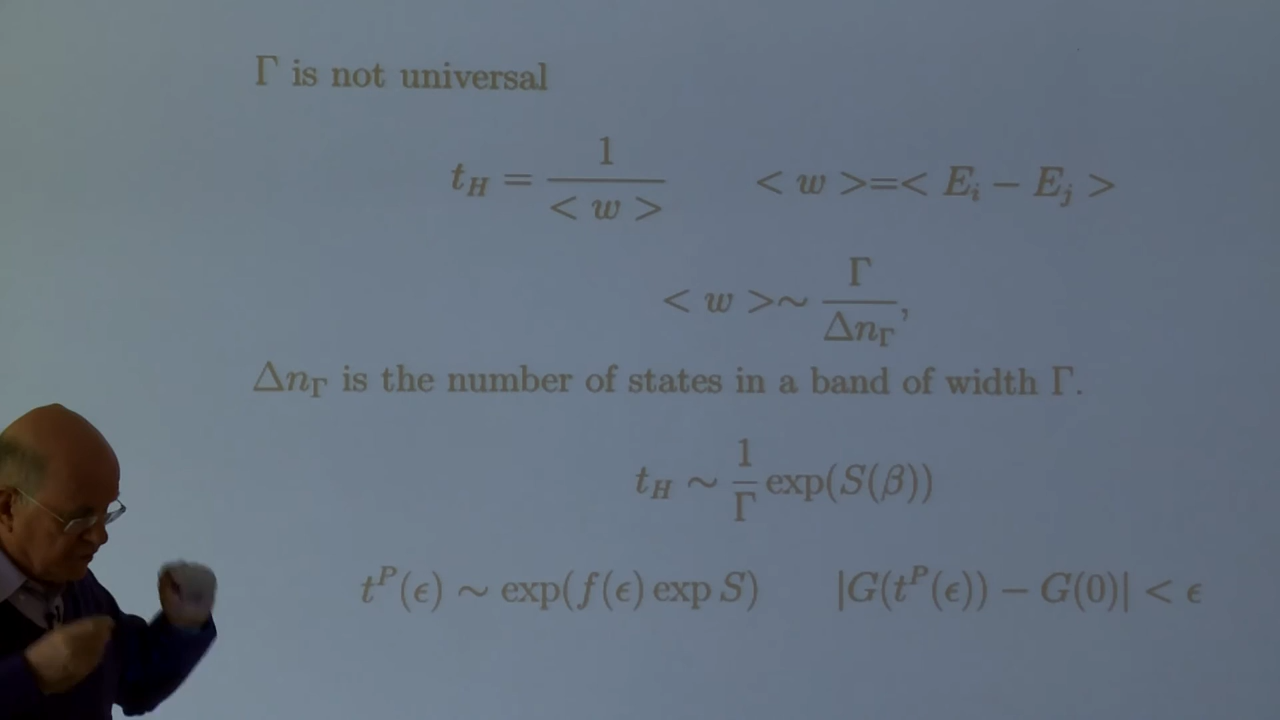 Γ is not universal
t_H = 1 / < w >    < w >=< E_i − E_j >
< w >∼ Γ / Δn_Γ,
Δn_Γ is the number of states in a band of width Γ.
t_H ∼ 1/Γ exp(S(β))
t^P(ϵ) ∼ exp(f(ϵ) exp S)    |G(t^P(ϵ)) − G(0)| < ϵ